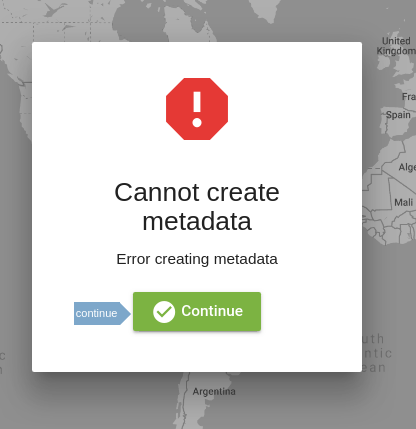 United
Kingdom
Fra
Spain
Cannot create
metadata
Error creating metadata
continue
Continue
Alge
Mali
uth
ntic
ean
Argentina